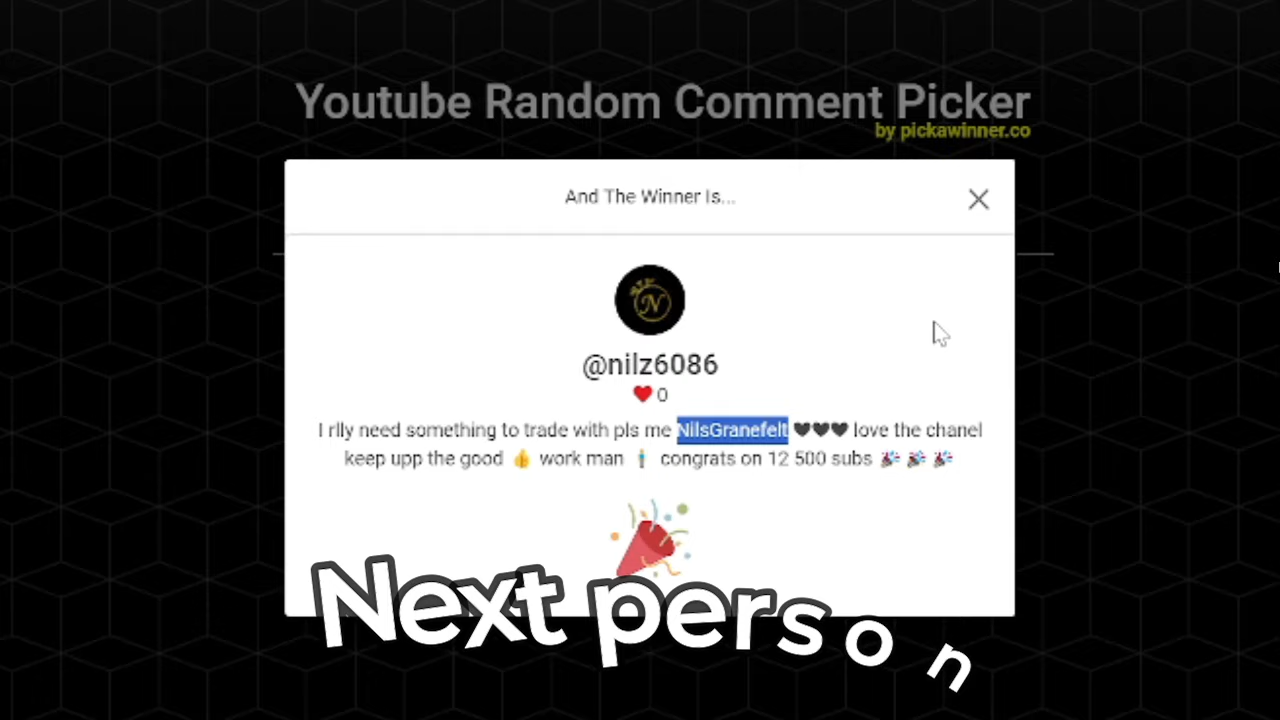 Youtube Random Comment Picker
by pickawinner.co
And The Winner Is...
N
@nilz6086
❤️ 0
I rlly need something to trade with pls me NilsGranefelt 🖤🖤🖤 love the chanel
keep upp the good 👍 work man 🧍‍♂️ congrats on 12 500 subs 🎉 🎉 🎉
Next person